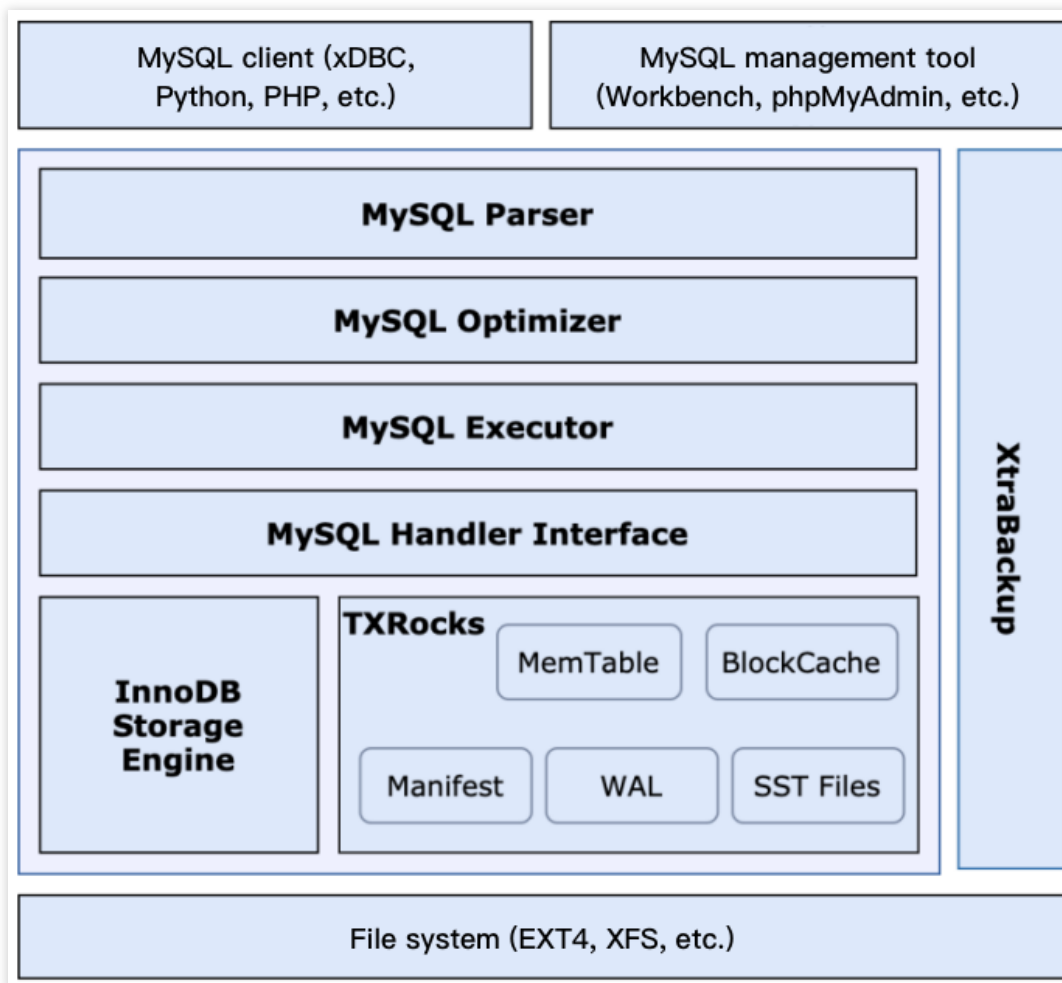 MySQL client (xDBC,
Python, PHP, etc.)
MySQL management tool
(Workbench, phpMyAdmin, etc.)
MySQL Parser
MySQL Optimizer
MySQL Executor
MySQL Handler Interface
InnoDB
Storage
Engine
TXRocks
MemTable
BlockCache
Manifest
WAL
SST Files
XtraBackup
File system (EXT4, XFS, etc.)